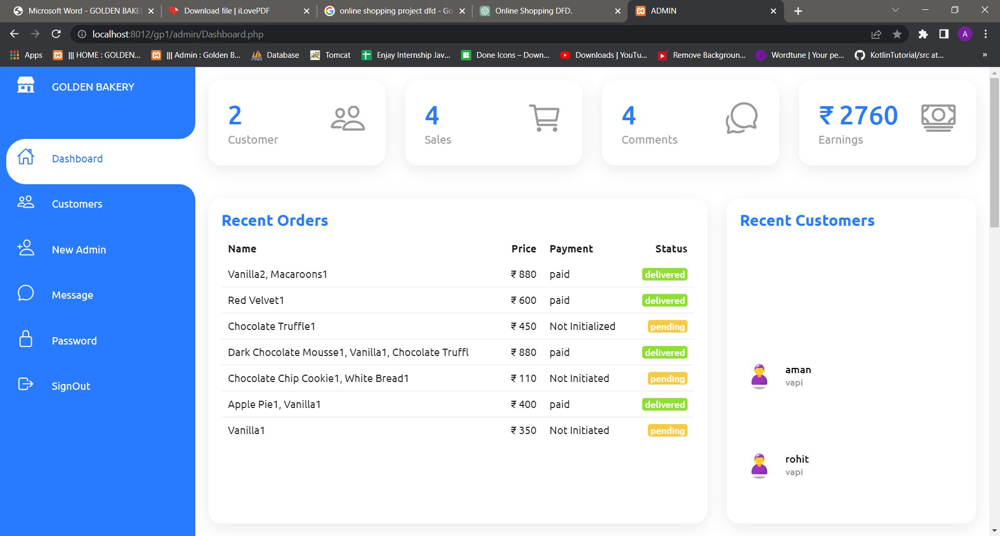 Microsoft Word - GOLDEN BAKER
Download file | iLovePDF
online shopping project dfd - Go
Online Shopping DFD.
ADMIN
localhost:8012/gp1/admin/Dashboard.php
A
Apps
||| HOME : GOLDEN...
||| Admin : Golden B...
Database
Tomcat
Enjay Internship Jav...
Done Icons – Down...
Downloads | YouTu...
Remove Backgroun...
Wordtune | Your pe...
KotlinTutorial/src at...
»
GOLDEN BAKERY
Dashboard
Customers
New Admin
Message
Password
SignOut
2
Customer
4
Sales
4
Comments
₹ 2760
Earnings
Recent Orders
Name Price Payment Status
Vanilla2, Macaroons1 ₹ 880 paid delivered
Red Velvet1 ₹ 600 paid delivered
Chocolate Truffle1 ₹ 450 Not Initialized pending
Dark Chocolate Mousse1, Vanilla1, Chocolate Truffl ₹ 880 paid delivered
Chocolate Chip Cookie1, White Bread1 ₹ 110 Not Initiated pending
Apple Pie1, Vanilla1 ₹ 400 paid delivered
Vanilla1 ₹ 350 Not Initiated pending
Recent Customers
aman
vapi
rohit
vapi